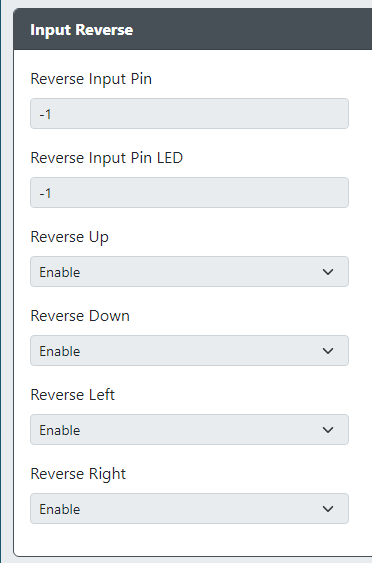 Input Reverse
Reverse Input Pin
-1
Reverse Input Pin LED
-1
Reverse Up
Enable
Reverse Down
Enable
Reverse Left
Enable
Reverse Right
Enable